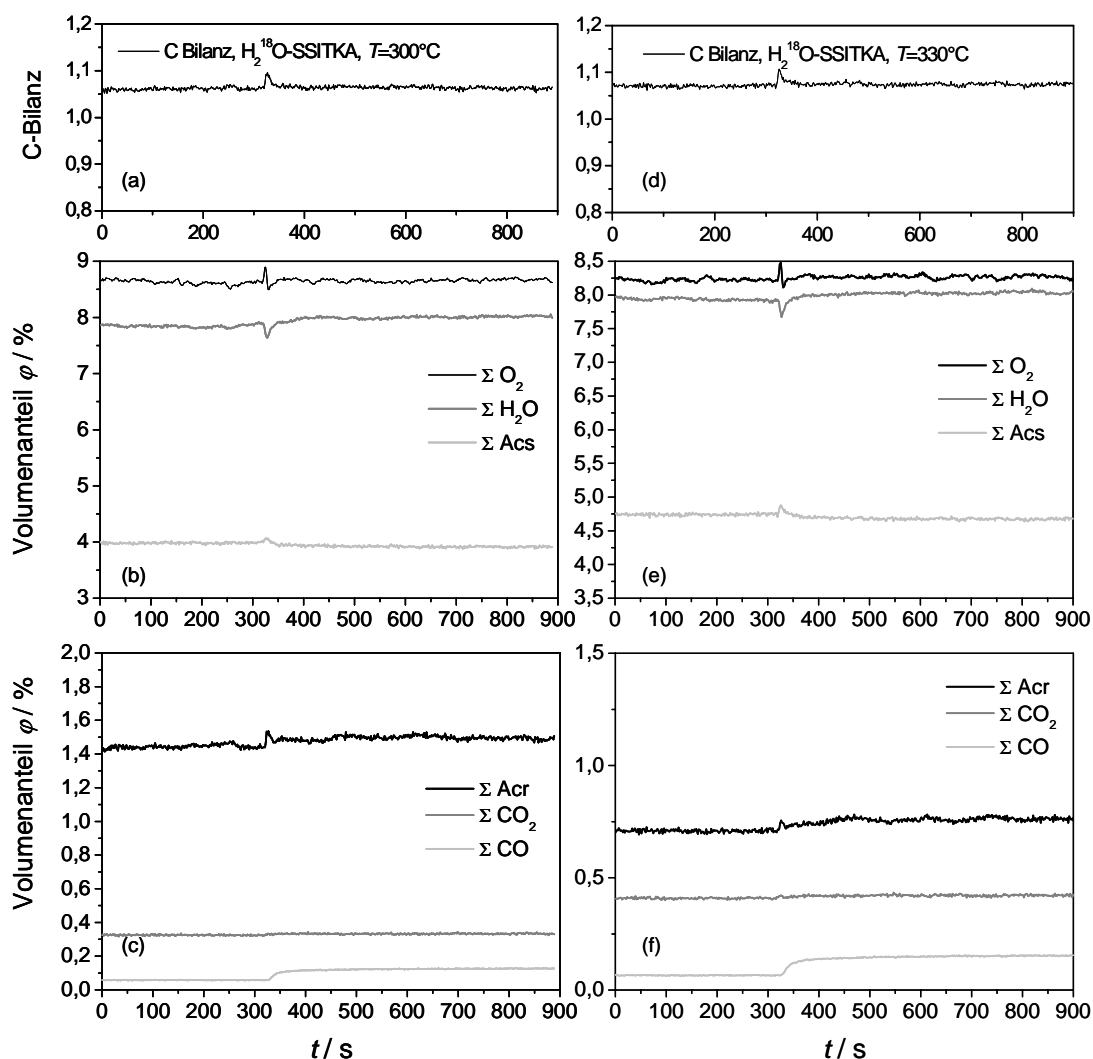 1,2
1,1
1,0
0,9
0,8
C-Bilanz
C Bilanz, H₂¹⁸O-SSITKA, T=300°C
(a)
0 200 400 600 800
1,2
1,1
1,0
0,9
0,8
C Bilanz, H₂¹⁸O-SSITKA, T=330°C
(d)
0 200 400 600 800
9
8
7
6
5
4
3
Volumenanteil φ / %
Σ O₂
Σ H₂O
Σ Acs
(b)
0 100 200 300 400 500 600 700 800 900
8,5
8,0
7,5
7,0
6,5
6,0
5,5
5,0
4,5
4,0
3,5
Σ O₂
Σ H₂O
Σ Acs
(e)
0 100 200 300 400 500 600 700 800 900
2,0
1,8
1,6
1,4
1,2
1,0
0,8
0,6
0,4
0,2
0,0
Volumenanteil φ / %
Σ Acr
Σ CO₂
Σ CO
(c)
0 100 200 300 400 500 600 700 800 900
t / s
1,5
1,0
0,5
0,0
Σ Acr
Σ CO₂
Σ CO
(f)
0 100 200 300 400 500 600 700 800 900
t / s